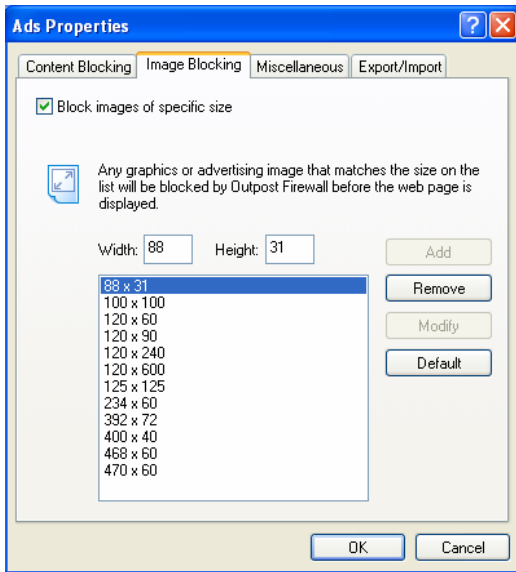 Ads Properties
Content Blocking Image Blocking Miscellaneous Export/Import
Block images of specific size
Any graphics or advertising image that matches the size on the
list will be blocked by Outpost Firewall before the web page is
displayed.
Width: 88 Height: 31 Add
88 x 31 Remove
100 x 100
120 x 60
120 x 90 Modify
120 x 240
120 x 600 Default
125 x 125
234 x 60
392 x 72
400 x 40
468 x 60
470 x 60
OK Cancel